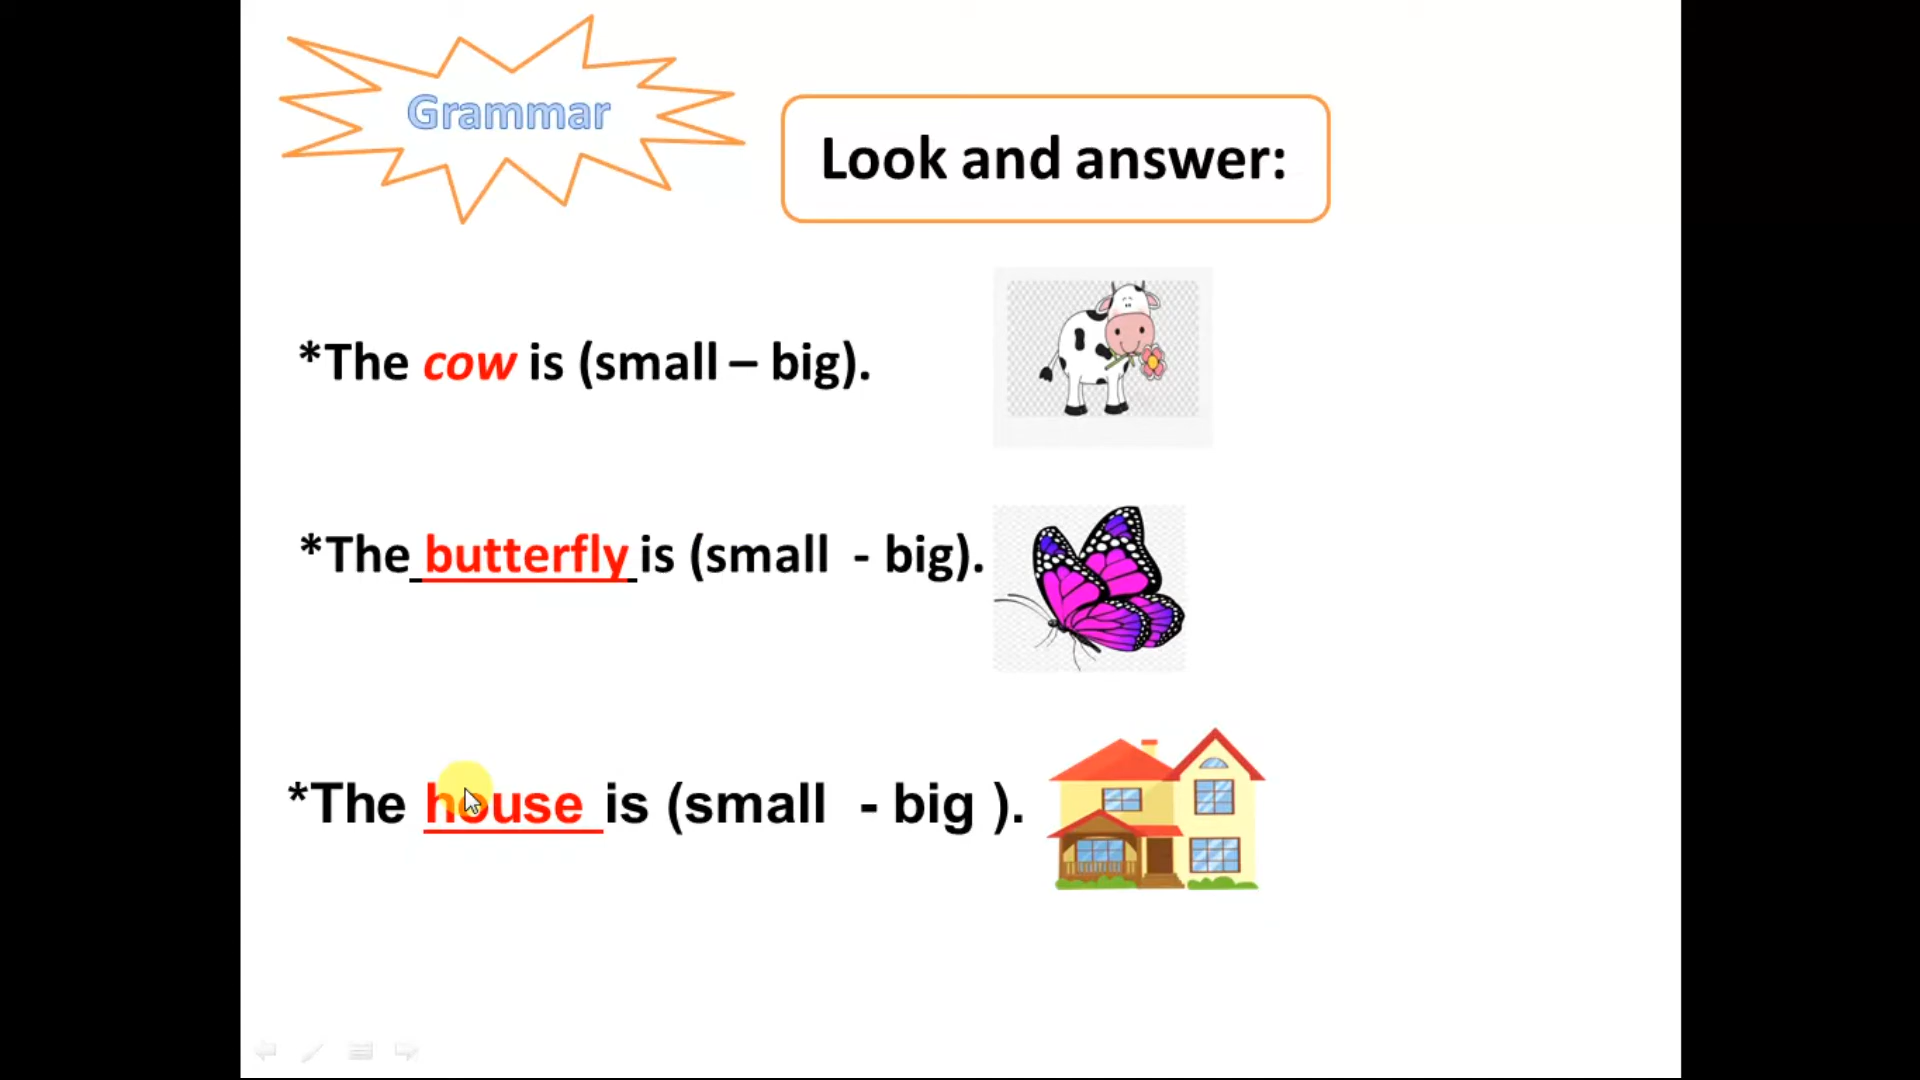 Grammar
Look and answer:
*The cow is (small – big).
*The butterfly is (small - big).
*The house is (small - big ).